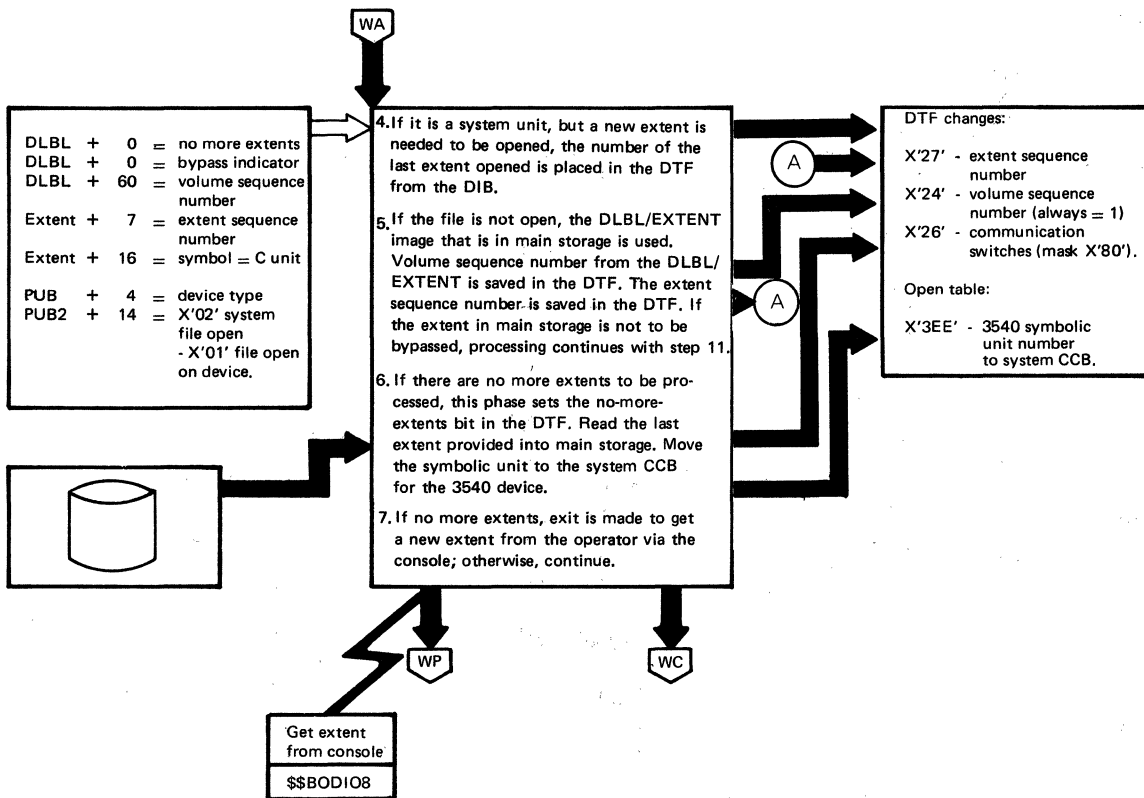 WA
DLBL + 0 = no more extents
DLBL + 0 = bypass indicator
DLBL + 60 = volume sequence
number
Extent + 7 = extent sequence
number
Extent + 16 = symbol = C unit
PUB + 4 = device type
PUB2 + 14 = X'02' system
file open
- X'01' file open
on device.
4. If it is a system unit, but a new extent is
needed to be opened, the number of the
last extent opened is placed in the DTF
from the DIB.
5. If the file is not open, the DLBL/EXTENT
image that is in main storage is used.
Volume sequence number from the DLBL/
EXTENT is saved in the DTF. The extent
sequence number is saved in the DTF. If
the extent in main storage is not to be
bypassed, processing continues with step 11.
6. If there are no more extents to be pro-
cessed, this phase sets the no-more-
extents bit in the DTF. Read the last
extent provided into main storage. Move
the symbolic unit to the system CCB
for the 3540 device.
7. If no more extents, exit is made to get
a new extent from the operator via the
console; otherwise, continue.
A
A
DTF changes:
X'27' - extent sequence
number
X'24' - volume sequence
number (always = 1)
X'26' - communication
switches (mask X'80').
Open table:
X'3EE' - 3540 symbolic
unit number
to system CCB.
WP
WC
Get extent
from console
$$BODIO8